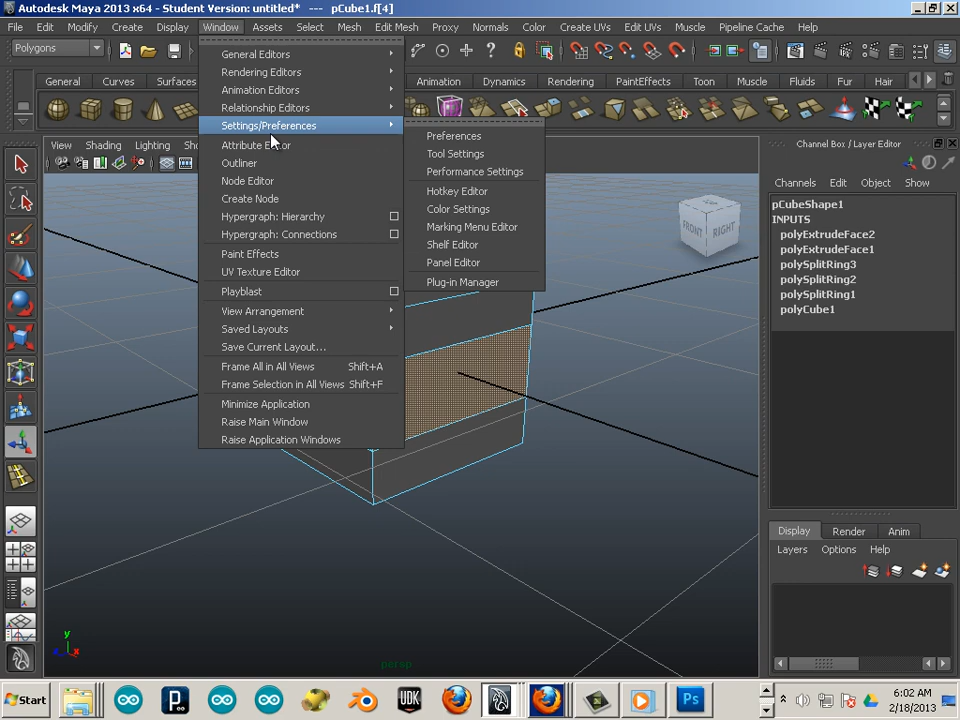 Autodesk Maya 2013 x64 - Student Version: untitled* --- pCube1.f[4]
File Edit Modify Create Display Window Assets Select Mesh Edit Mesh Proxy Normals Color Create UVs Edit UVs Muscle Pipeline Cache Help
Polygons
General Curves Surfaces Animation Dynamics Rendering PaintEffects Toon Muscle Fluids Fur Hair
General Editors
Rendering Editors
Animation Editors
Relationship Editors
Settings/Preferences
Attribute Editor
Outliner
Node Editor
Create Node
Hypergraph: Hierarchy
Hypergraph: Connections
Paint Effects
UV Texture Editor
Playblast
View Arrangement
Saved Layouts
Save Current Layout...
Frame All in All Views Shift+A
Frame Selection in All Views Shift+F
Minimize Application
Raise Main Window
Raise Application Windows
Preferences
Tool Settings
Performance Settings
Hotkey Editor
Color Settings
Marking Menu Editor
Shelf Editor
Panel Editor
Plug-in Manager
View Shading Lighting Sho
FRONT RIGHT
persp
y
x
Channel Box / Layer Editor
Channels Edit Object Show
pCubeShape1
INPUTS
polyExtrudeFace2
polyExtrudeFace1
polySplitRing3
polySplitRing2
polySplitRing1
polyCube1
Display Render Anim
Layers Options Help
Start
UDK
Ps
6:02 AM
2/18/2013